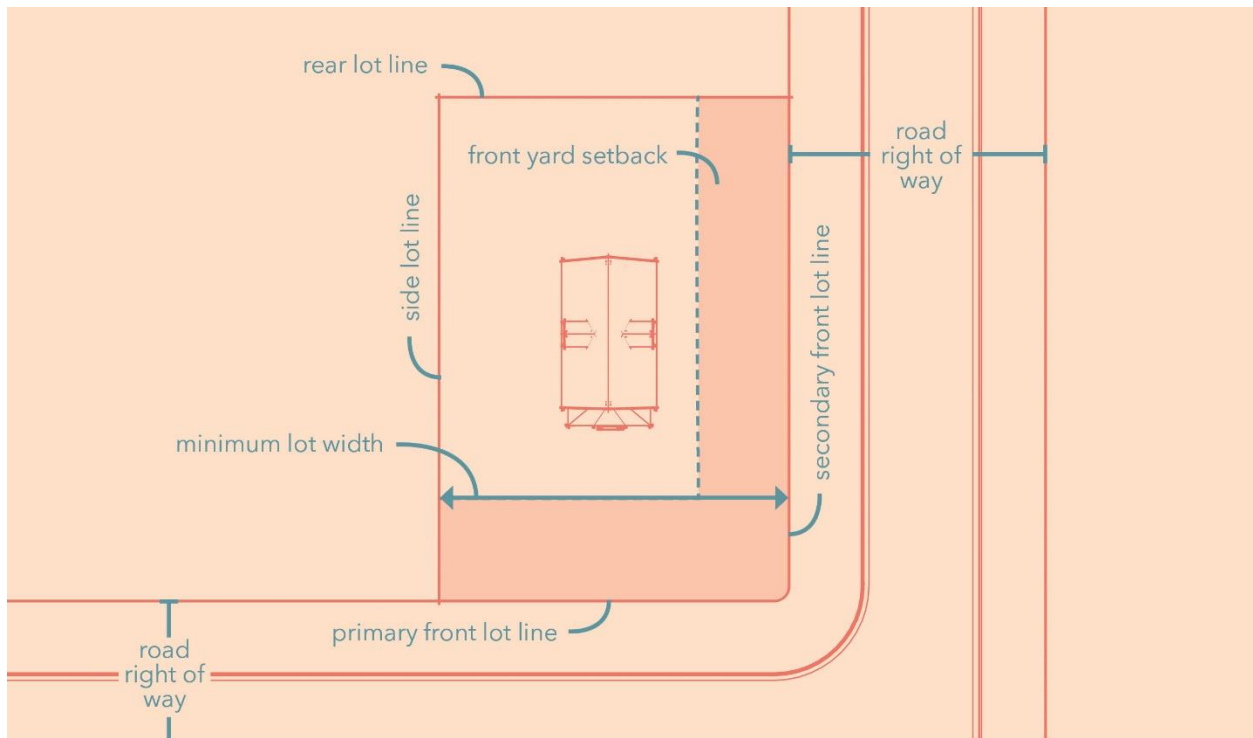 rear lot line
road
right of
way
front yard setback
side lot line
secondary front lot line
minimum lot width
primary front lot line
road
right of
way